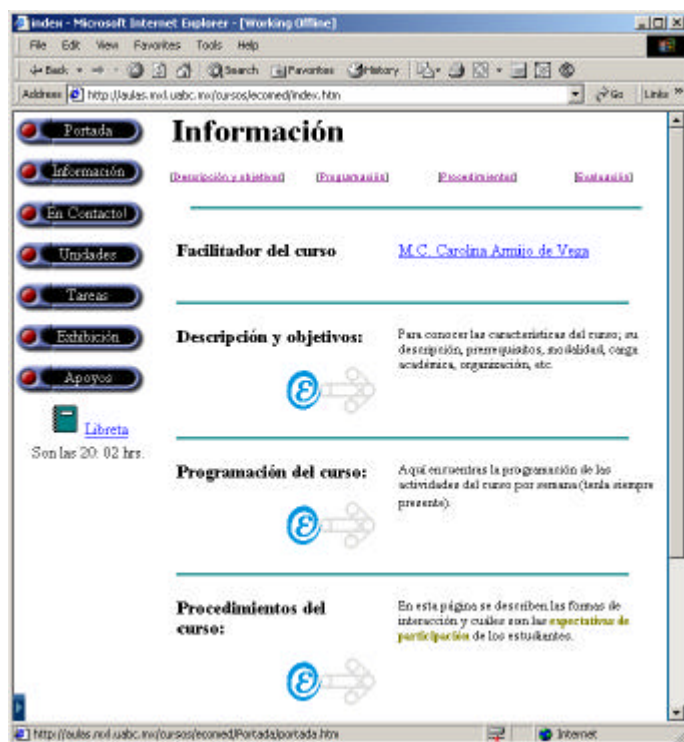 index - Microsoft Internet Explorer - [Working Offline]
File Edit View Favorites Tools Help
Back Search Favorites History
Address http://aulas.mxl.uabc.mx/cursos/ecomed/index.htm Go Links »
Portada
Información
En Contacto!
Unidades
Tareas
Exhibición
Apoyos
Libreta
Son las 20: 02 hrs.
Información
[Descripción y objetivos] [Programación] [Procedimientos] [Evaluación]
Facilitador del curso M.C. Carolina Armijo de Vega
Descripción y objetivos:
Para conocer las características del curso; su
descripción, prerrequisitos, modalidad, carga
académica, organización, etc.
Programación del curso:
Aquí encuentras la programación de las
actividades del curso por semana (tenla siempre
presente).
Procedimientos del
curso:
En esta página se describen las formas de
interacción y cuáles son las expectativas de
participación de los estudiantes.
http://aulas.mxl.uabc.mx/cursos/ecomed/Portada/portada.htm Internet